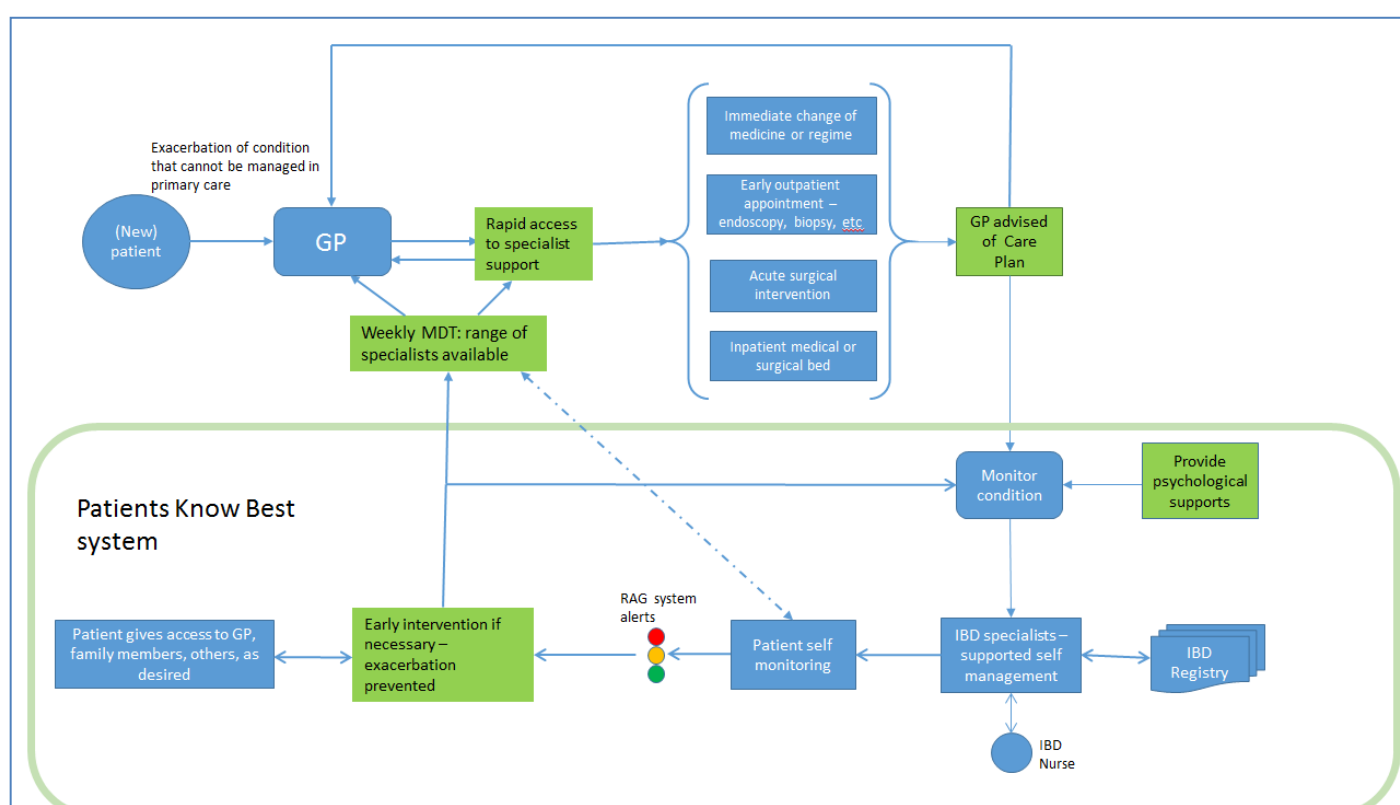 Exacerbation of condition
that cannot be managed in
primary care
(New)
patient
GP
Rapid access
to specialist
support
Weekly MDT: range of
specialists available
Immediate change of
medicine or regime
Early outpatient
appointment –
endoscopy, biopsy, etc
Acute surgical
intervention
Inpatient medical or
surgical bed
GP advised
of Care
Plan
Monitor
condition
Provide
psychological
supports
Patients Know Best
system
Patient gives access to GP,
family members, others, as
desired
Early intervention if
necessary –
exacerbation
prevented
RAG system
alerts
Patient self
monitoring
IBD specialists –
supported self
management
IBD
Registry
IBD
Nurse